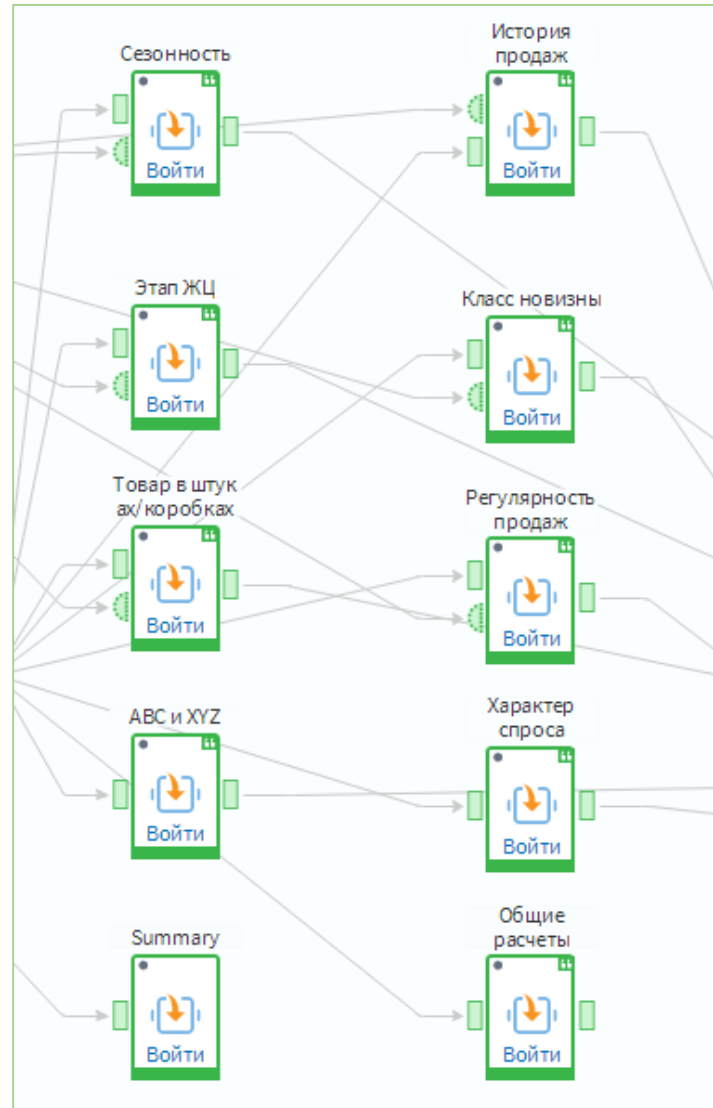 Сезонность
Войти
История
продаж
Войти
Этап ЖЦ
Войти
Класс новизны
Войти
Товар в штук
ах/коробках
Войти
Регулярность
продаж
Войти
ABC и XYZ
Войти
Характер
спроса
Войти
Summary
Войти
Общие
расчеты
Войти